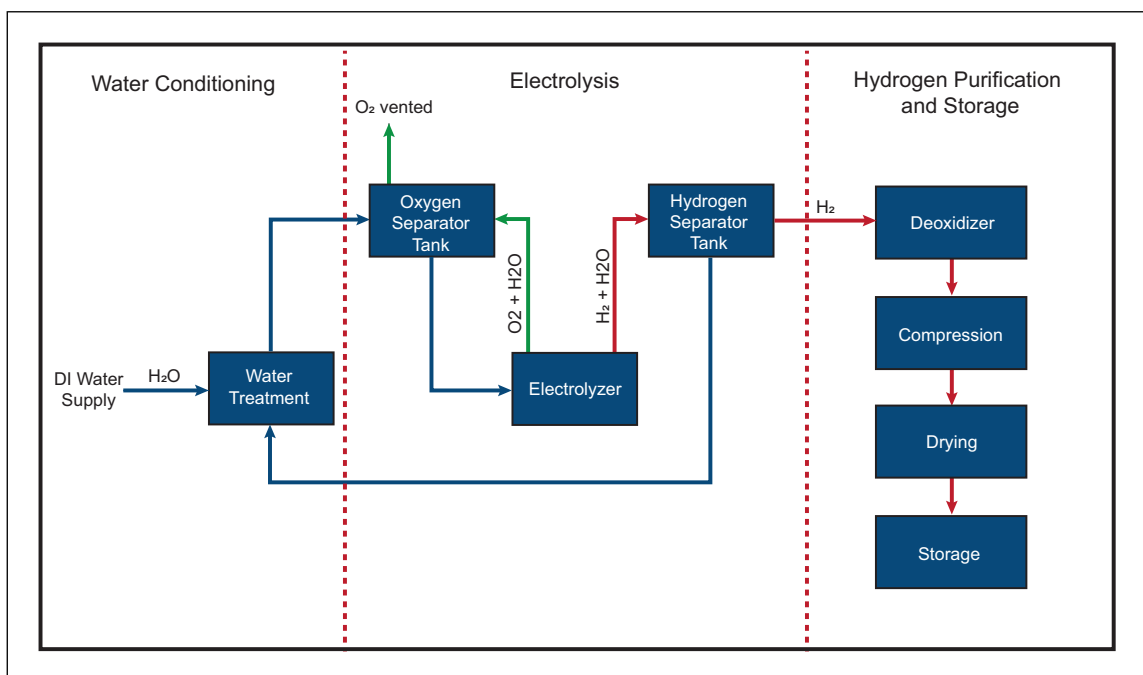 Water Conditioning
Electrolysis
Hydrogen Purification
and Storage
O₂ vented
Oxygen
Separator
Tank
Hydrogen
Separator
Tank
H₂
Deoxidizer
O2 + H2O
H₂ + H2O
Compression
DI Water
Supply
H₂O
Water
Treatment
Electrolyzer
Drying
Storage